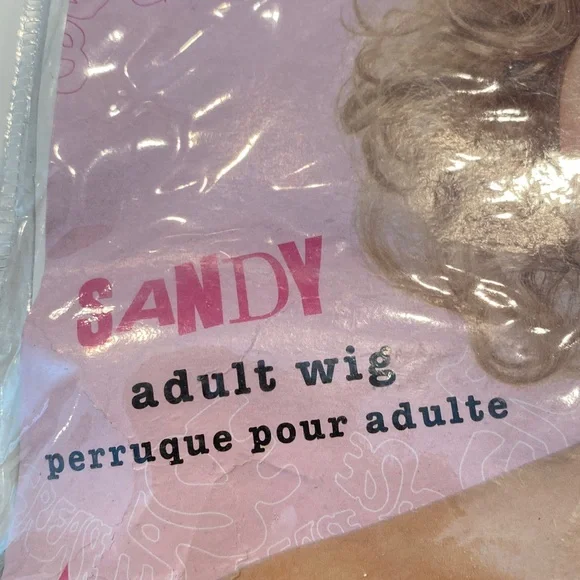 SANDY
adult wig
perruque pour adulte